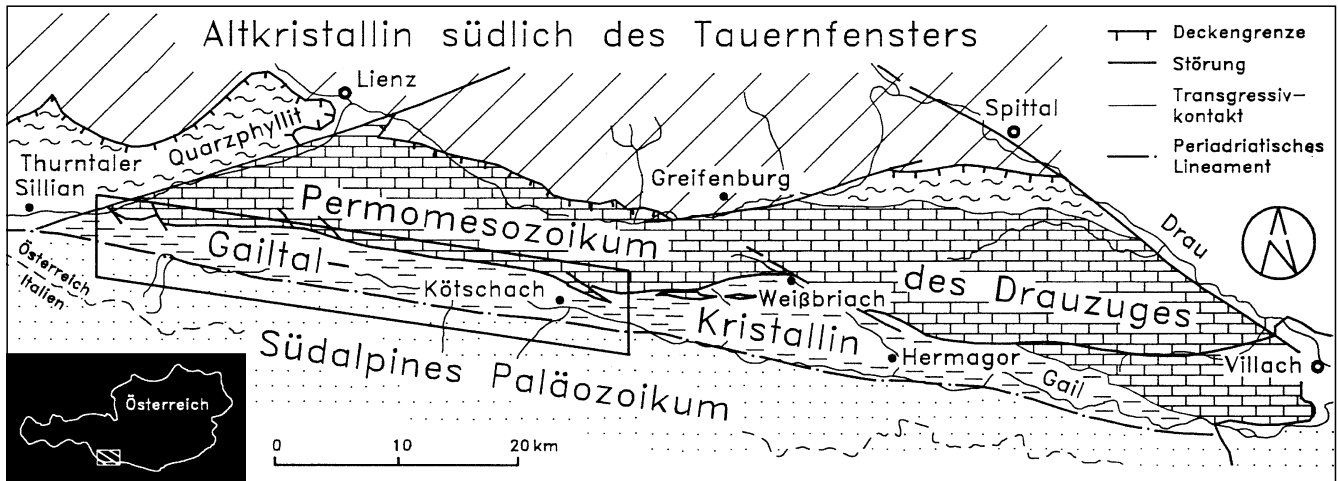 Altkristallin südlich des Tauernfensters
Deckengrenze
Störung
Transgressiv-
kontakt
Periadriatisches
Lineament
Lienz
Spittal
Quarzphyllit
Thurntaler
Sillian
Greifenburg
Permomesozoikum
des Drauzuges
Drau
Gailtal-
Kristallin
Österreich
Italien
Kötschach
Weißbriach
Hermagor
Gail
Villach
Südalpines Paläozoikum
N
Österreich
0 10 20 km